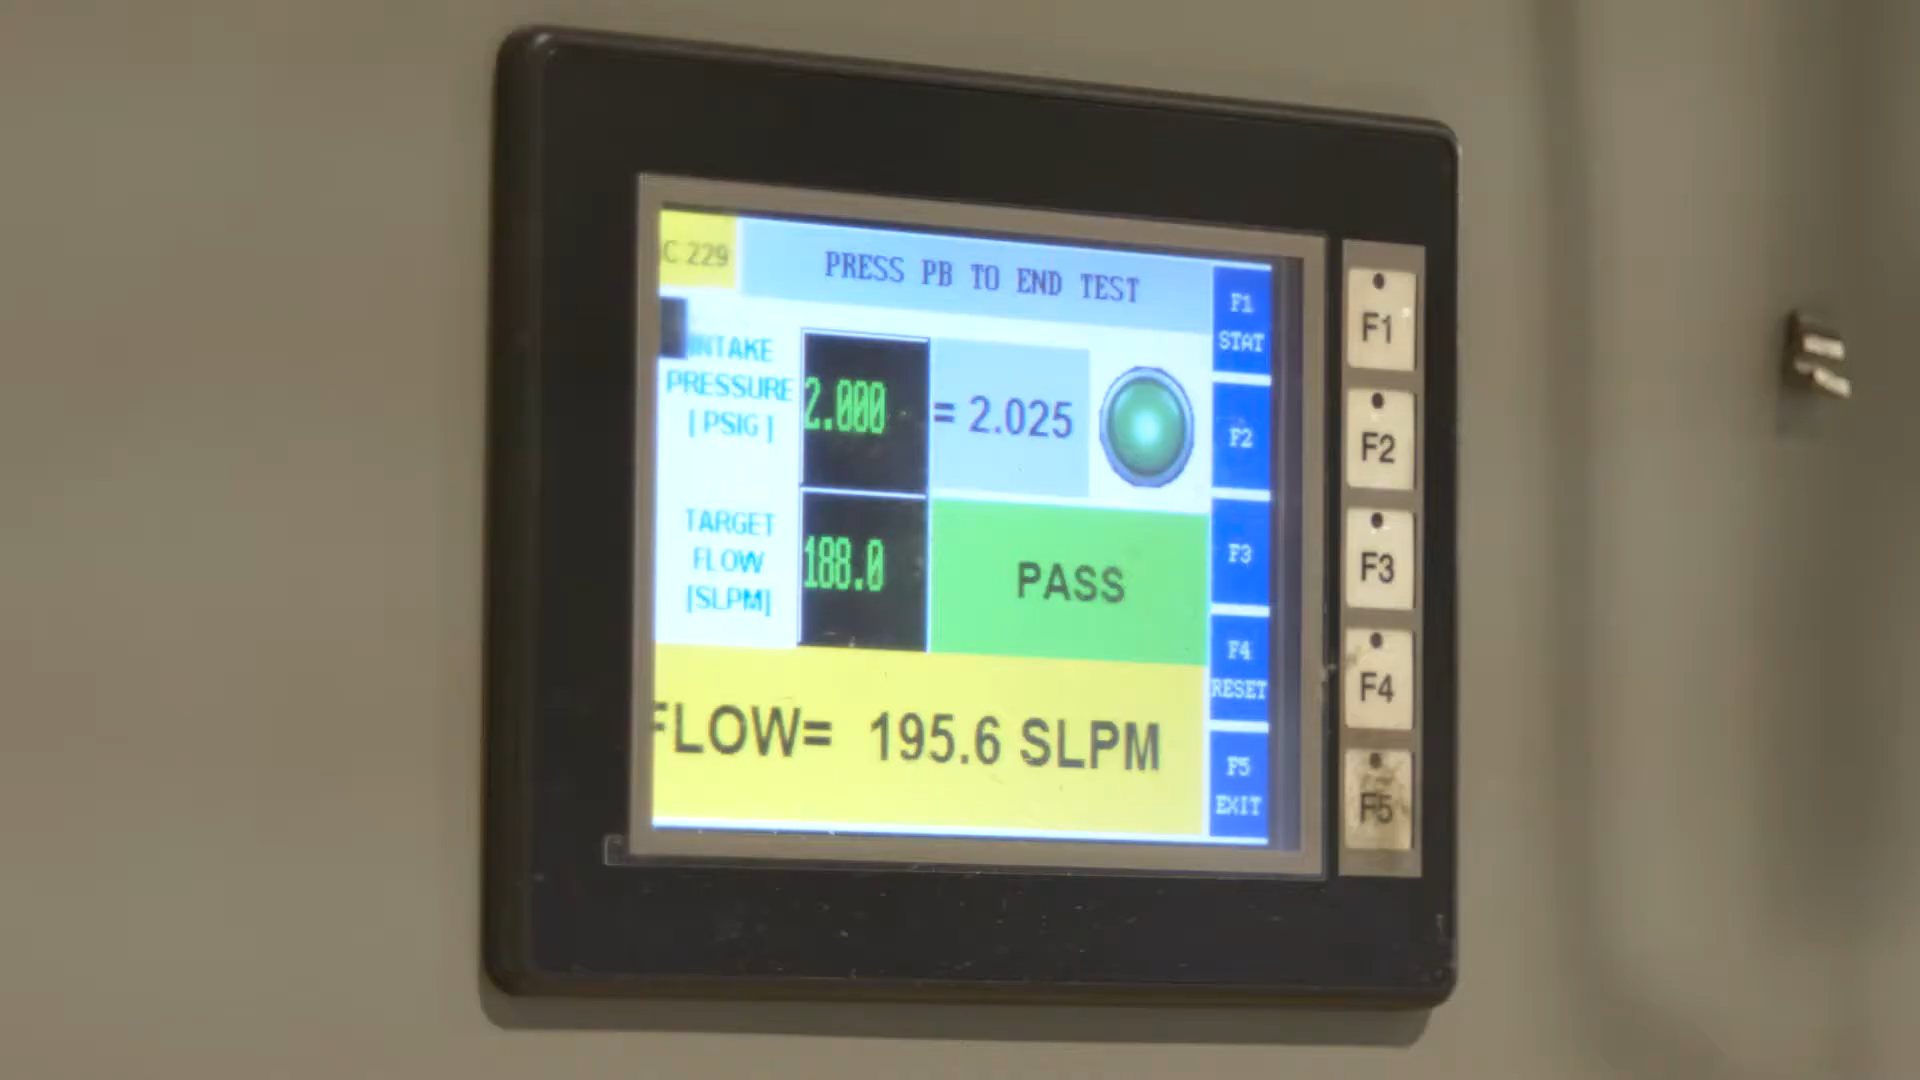 C 229
PRESS PB TO END TEST
INTAKE
PRESSURE
[ PSIG ]
2.000
= 2.025
TARGET
FLOW
[SLPM]
188.0
PASS
FLOW= 195.6 SLPM
F1
STAT
F2
F3
F4
RESET
F5
EXIT
F1
F2
F3
F4
F5